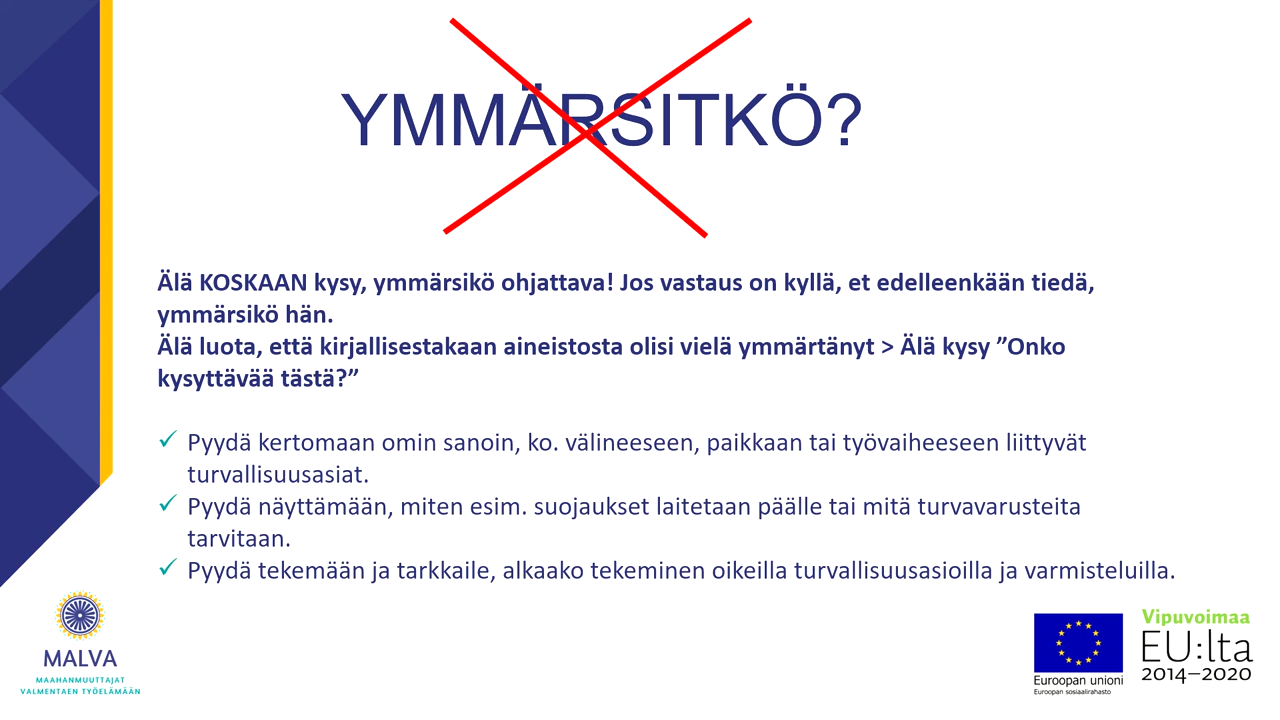 YMMÄRSITKÖ?
Älä KOSKAAN kysy, ymmärsikö ohjattava! Jos vastaus on kyllä, et edelleenkään tiedä,
ymmärsikö hän.
Älä luota, että kirjallisestakaan aineistosta olisi vielä ymmärtänyt > Älä kysy ”Onko
kysyttävää tästä?”
✓ Pyydä kertomaan omin sanoin, ko. välineeseen, paikkaan tai työvaiheeseen liittyvät
turvallisuusasiat.
✓ Pyydä näyttämään, miten esim. suojaukset laitetaan päälle tai mitä turvavarusteita
tarvitaan.
✓ Pyydä tekemään ja tarkkaile, alkaako tekeminen oikeilla turvallisuusasioilla ja varmisteluilla.
MALVA
MAAHANMUUTTAJAT
VALMENTAEN TYÖELÄMÄÄN
Euroopan unioni
Euroopan sosiaalirahasto
Vipuvoimaa
EU:lta
2014–2020